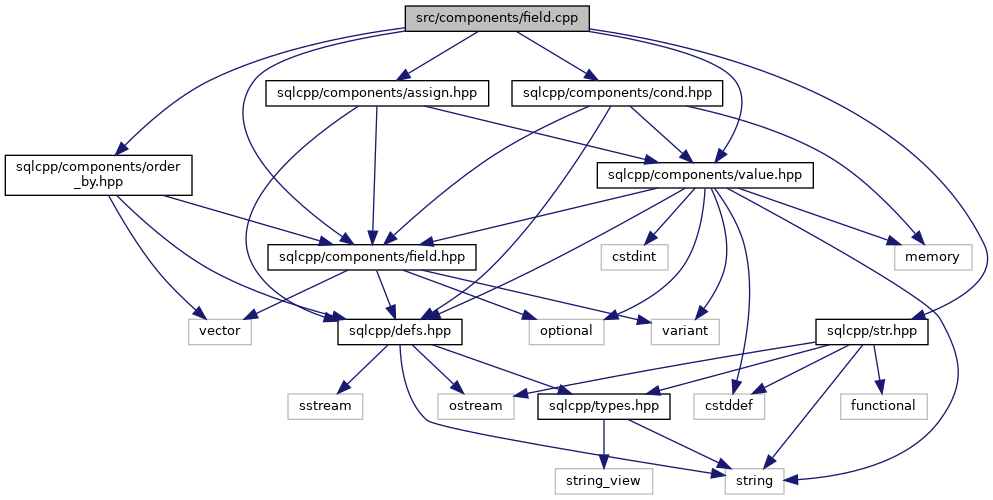 src/components/field.cpp
sqlcpp/components/assign.hpp
sqlcpp/components/cond.hpp
sqlcpp/components/order
_by.hpp
sqlcpp/components/value.hpp
sqlcpp/components/field.hpp
cstdint
memory
vector
sqlcpp/defs.hpp
optional
variant
sqlcpp/str.hpp
sstream
ostream
sqlcpp/types.hpp
cstddef
functional
string_view
string